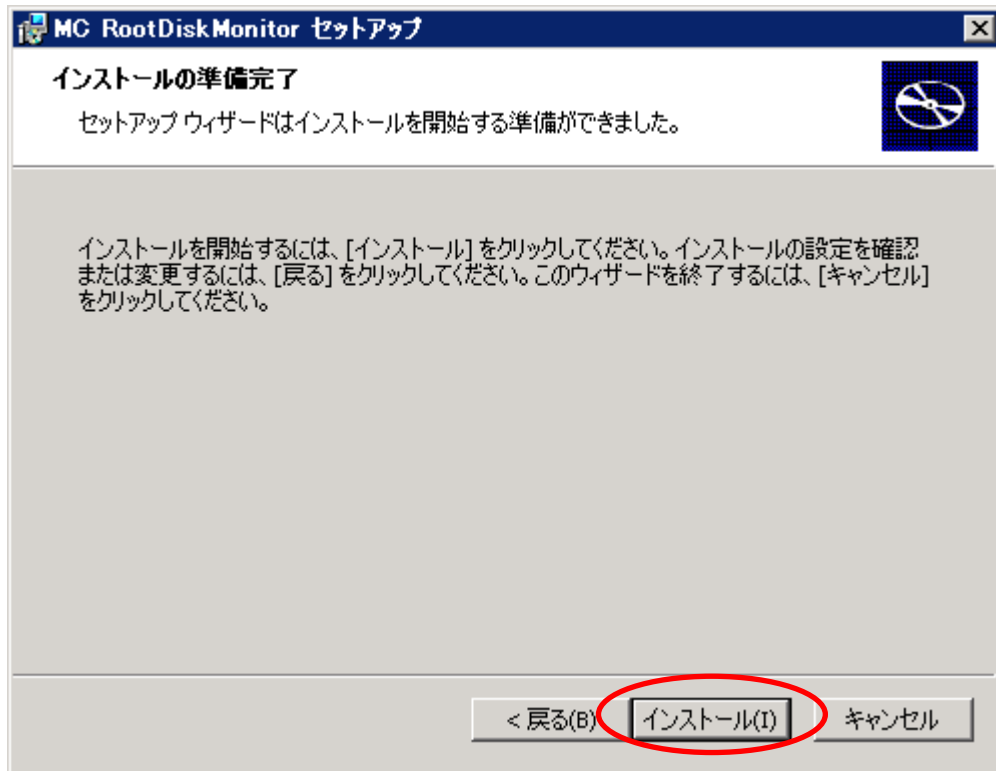 MC RootDiskMonitor セットアップ
インストールの準備完了
セットアップ ウィザードはインストールを開始する準備ができました。
インストールを開始するには、[インストール] をクリックしてください。インストールの設定を確認
または変更するには、[戻る] をクリックしてください。このウィザードを終了するには、[キャンセル]
をクリックしてください。
< 戻る(B) インストール(I) キャンセル